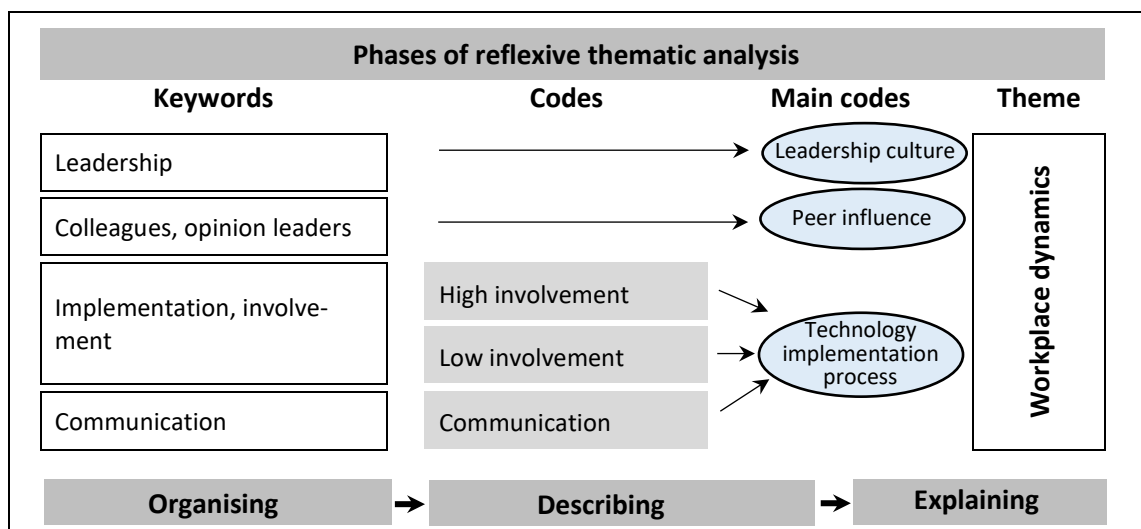 Phases of reflexive thematic analysis
Keywords
Codes
Main codes
Theme
Leadership
Leadership culture
Colleagues, opinion leaders
Peer influence
Implementation, involve-
ment
High involvement
Low involvement
Technology
implementation
process
Communication
Communication
Workplace dynamics
Organising
Describing
Explaining